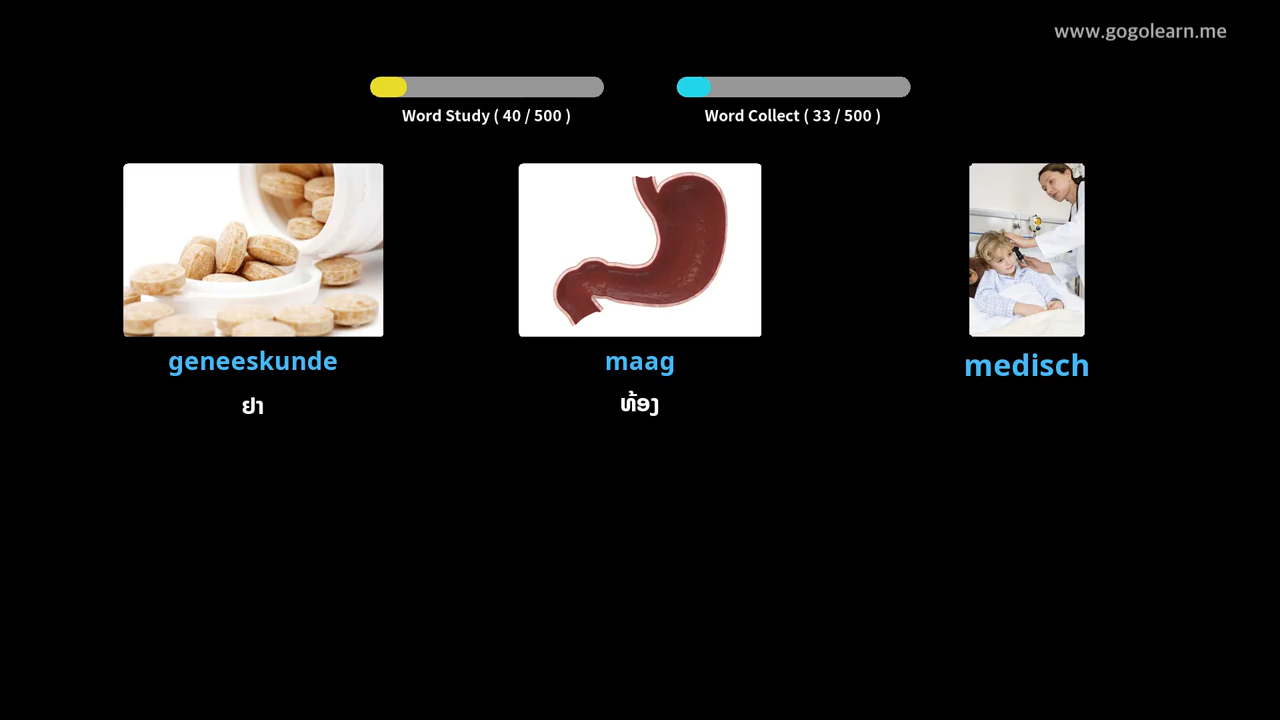 www.gogolearn.me
Word Study ( 40 / 500 )
Word Collect ( 33 / 500 )
geneeskunde
maag
medisch
ຢາ
ທ້ອງ